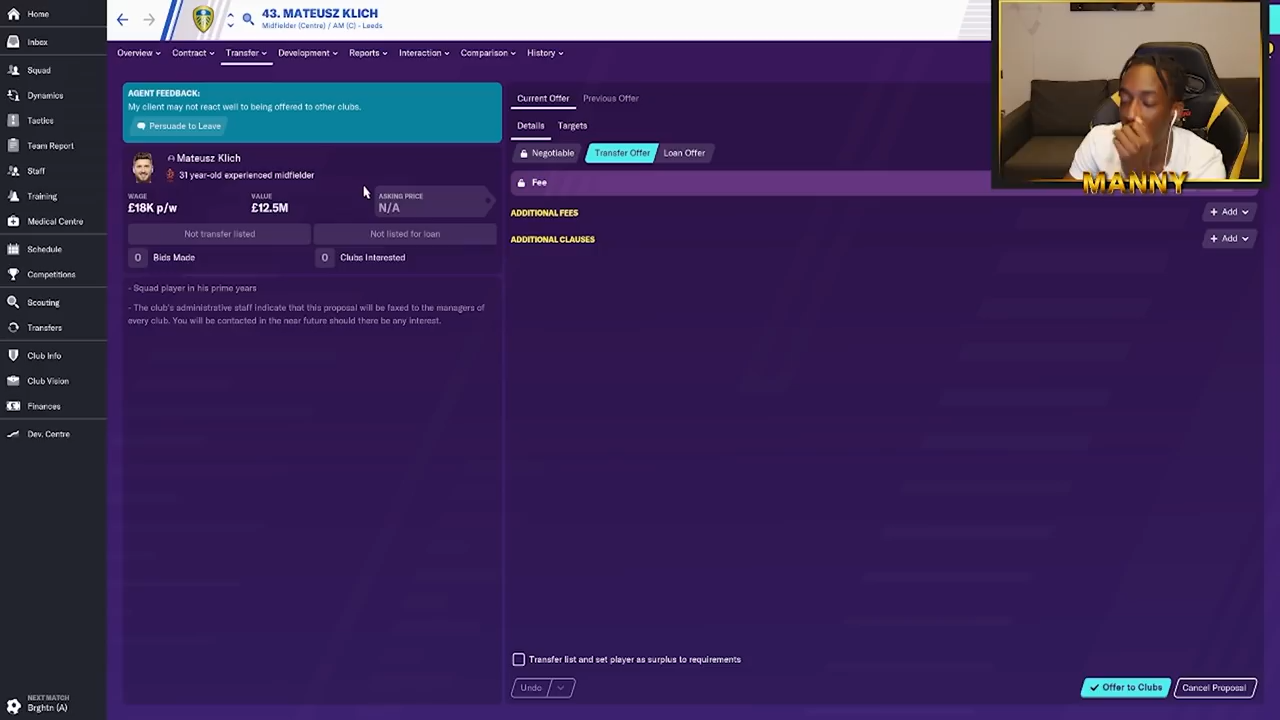 Home
Inbox
Squad
Dynamics
Tactics
Team Report
Staff
Training
Medical Centre
Schedule
Competitions
Scouting
Transfers
Club Info
Club Vision
Finances
Dev. Centre
NEXT MATCH
Brghtn (A)
43. MATEUSZ KLICH
Midfielder (Centre) / AM (C) - Leeds
Overview Contract Transfer Development Reports Interaction Comparison History
AGENT FEEDBACK:
My client may not react well to being offered to other clubs.
Persuade to Leave
Mateusz Klich
31 year-old experienced midfielder
WAGE VALUE ASKING PRICE
£18K p/w £12.5M N/A
Not transfer listed Not listed for loan
0 Bids Made 0 Clubs Interested
- Squad player in his prime years
- The club's administrative staff indicate that this proposal will be faxed to the managers of
every club. You will be contacted in the near future should there be any interest.
Current Offer Previous Offer
Details Targets
Negotiable Transfer Offer Loan Offer
Fee
ADDITIONAL FEES + Add
ADDITIONAL CLAUSES + Add
Transfer list and set player as surplus to requirements
Undo Offer to Clubs Cancel Proposal
MANNY